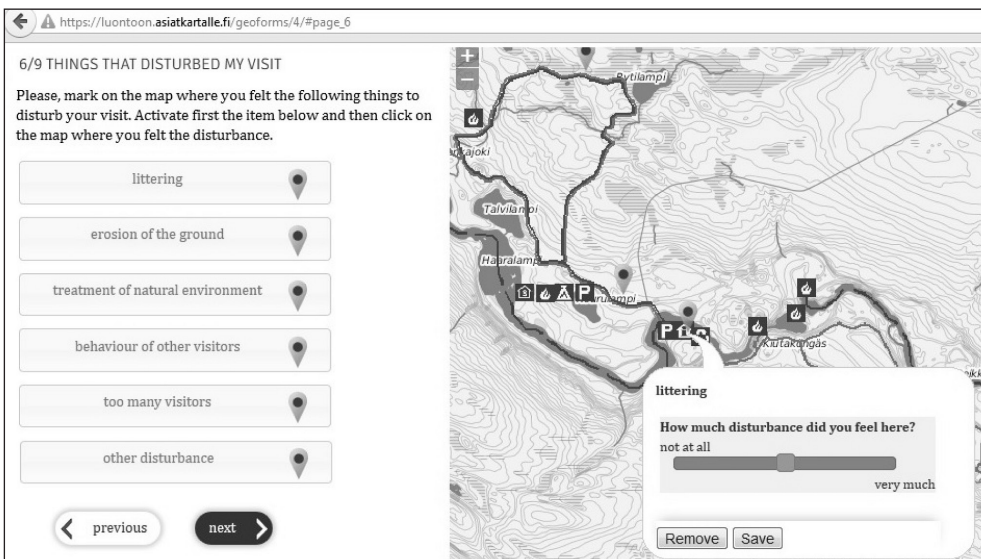 https://luontoon.asiatkartalle.fi/geoforms/4/#page_6
6/9 THINGS THAT DISTURBED MY VISIT
Please, mark on the map where you felt the following things to
disturb your visit. Activate first the item below and then click on
the map where you felt the disturbance.
littering
erosion of the ground
treatment of natural environment
behaviour of other visitors
too many visitors
other disturbance
previous
next
+
−
Rytilampi
Talvilampi
P
P
Kiutaköngäs
littering
How much disturbance did you feel here?
not at all
very much
Remove
Save